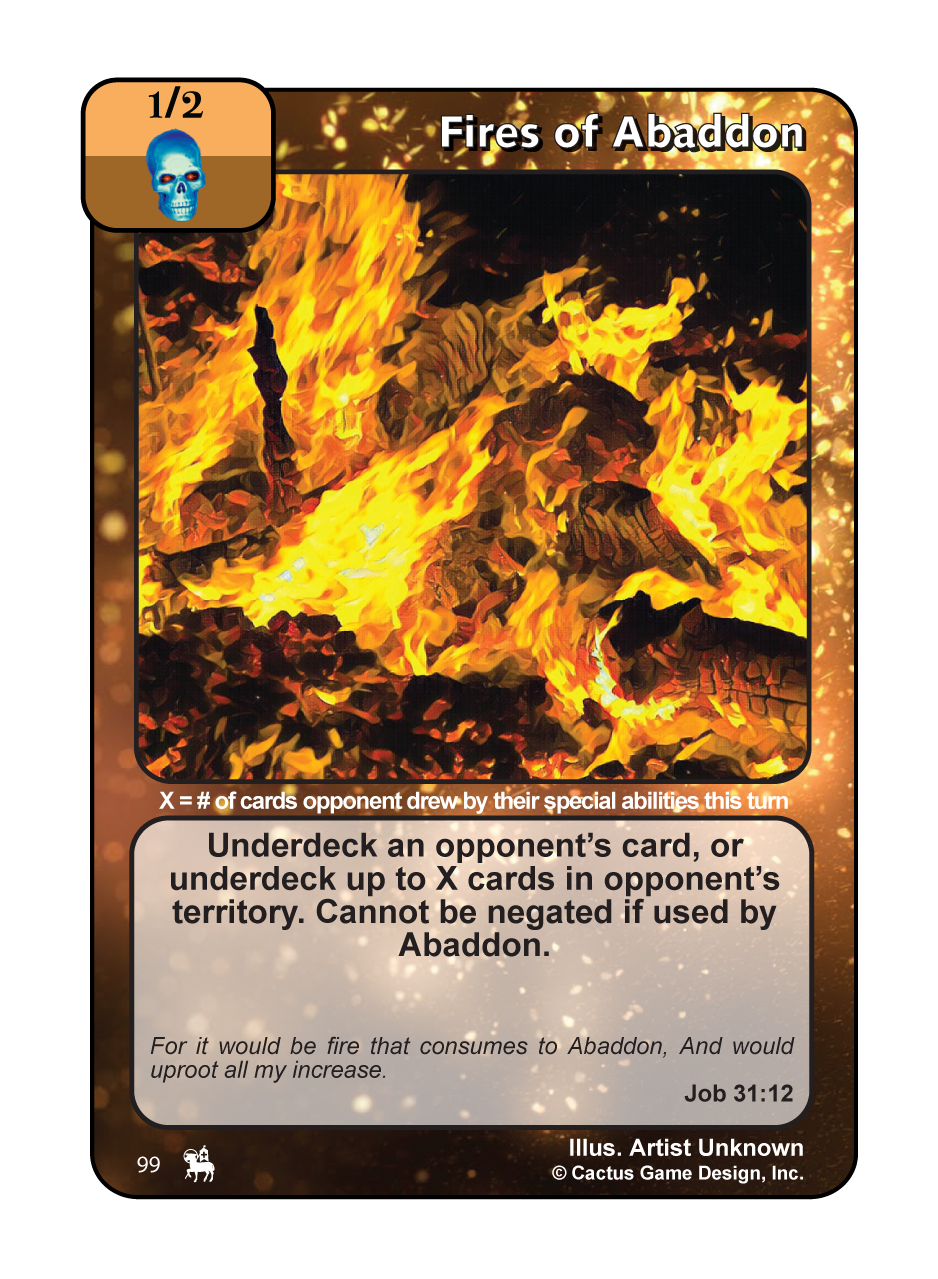 1/2
Fires of Abaddon
X = # of cards opponent drew by their special abilities this turn
Underdeck an opponent's card, or
underdeck up to X cards in opponent's
territory. Cannot be negated if used by
Abaddon.
For it would be fire that consumes to Abaddon, And would
uproot all my increase.
Job 31:12
99
Illus. Artist Unknown
© Cactus Game Design, Inc.